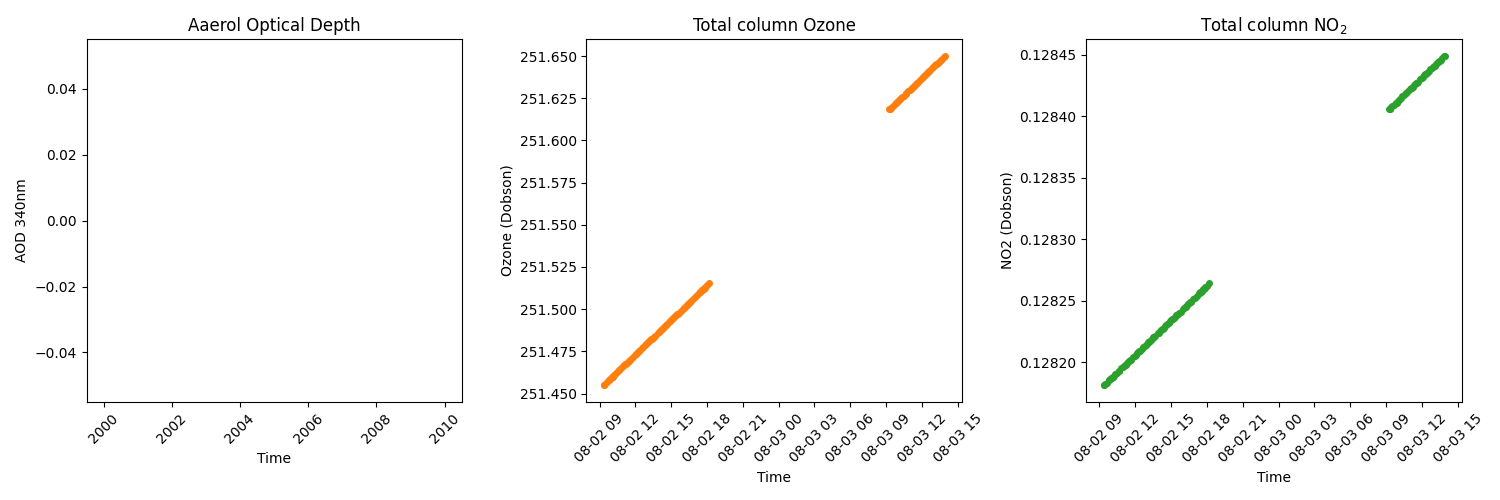 Aaerol Optical Depth
AOD 340nm
0.04
0.02
0.00
−0.02
−0.04
2000 2002 2004 2006 2008 2010
Time
Total column Ozone
Ozone (Dobson)
251.650
251.625
251.600
251.575
251.550
251.525
251.500
251.475
251.450
08-02 09 08-02 12 08-02 15 08-02 18 08-02 21 08-03 00 08-03 03 08-03 06 08-03 09 08-03 12 08-03 15
Time
Total column NO₂
NO2 (Dobson)
0.12845
0.12840
0.12835
0.12830
0.12825
0.12820
08-02 09 08-02 12 08-02 15 08-02 18 08-02 21 08-03 00 08-03 03 08-03 06 08-03 09 08-03 12 08-03 15
Time